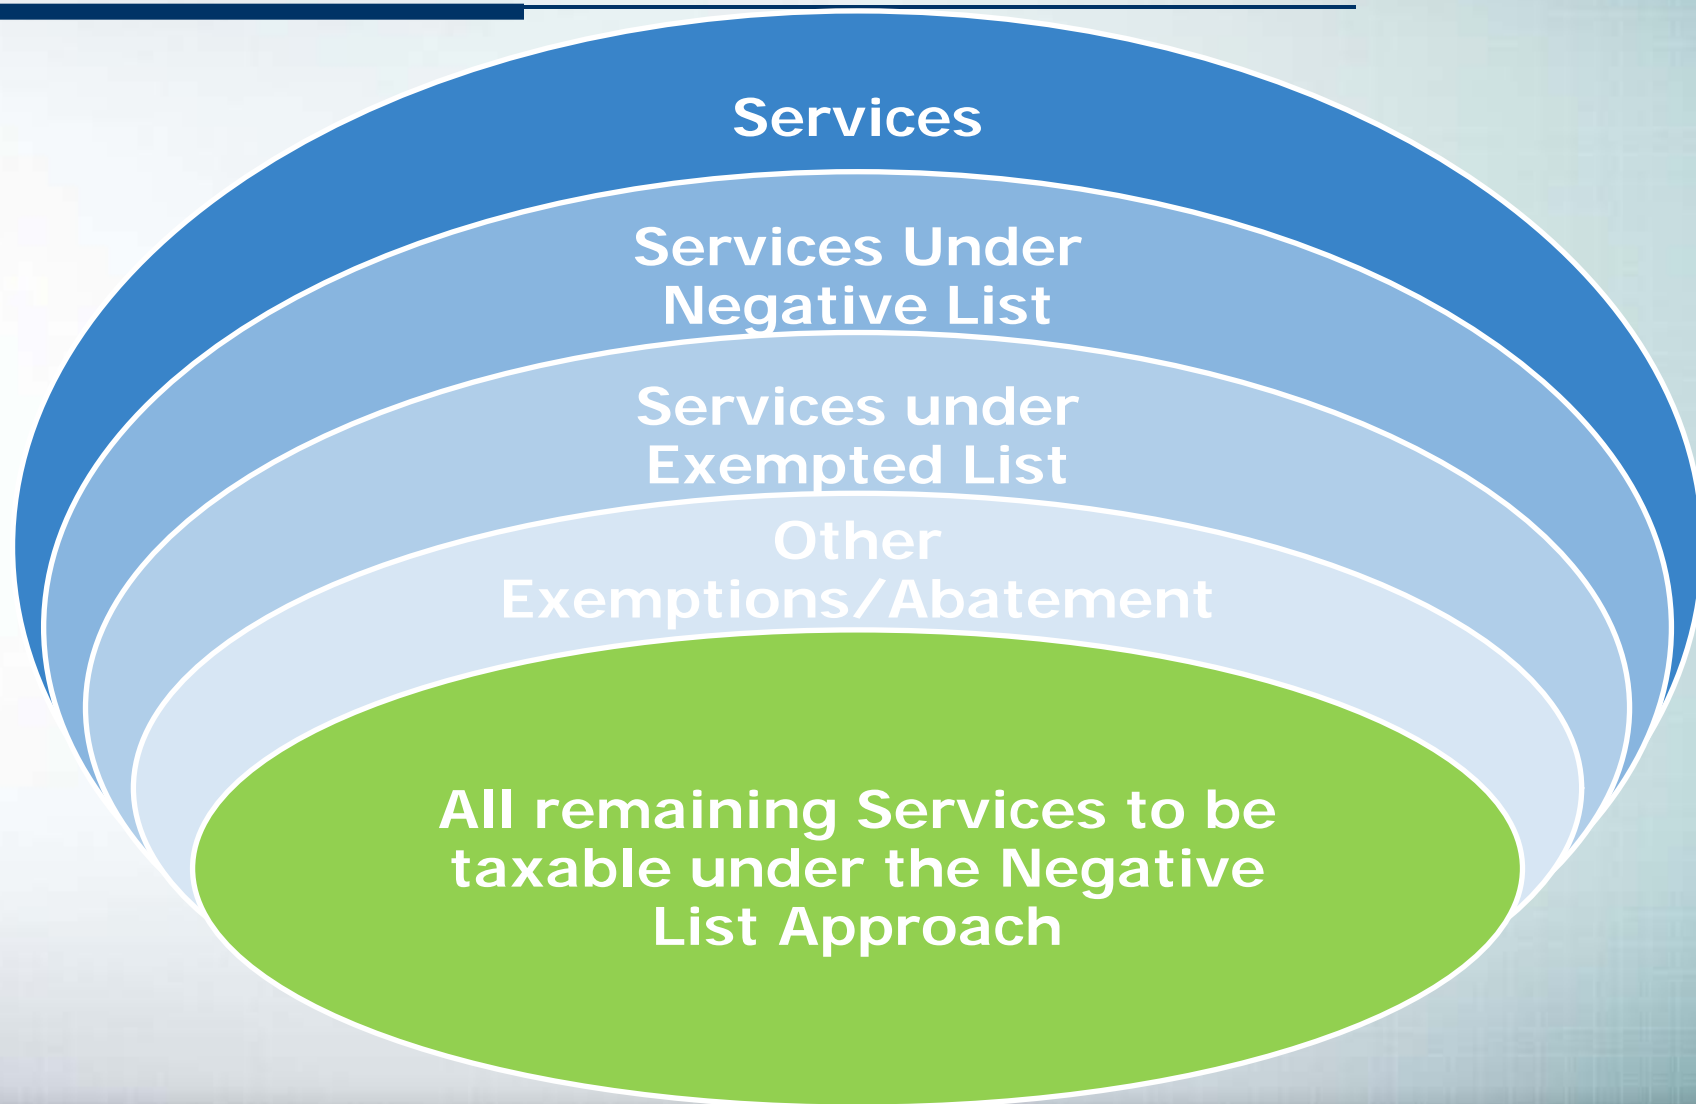 Services
Services Under
Negative List
Services under
Exempted List
Other
Exemptions/Abatement
All remaining Services to be
taxable under the Negative
List Approach